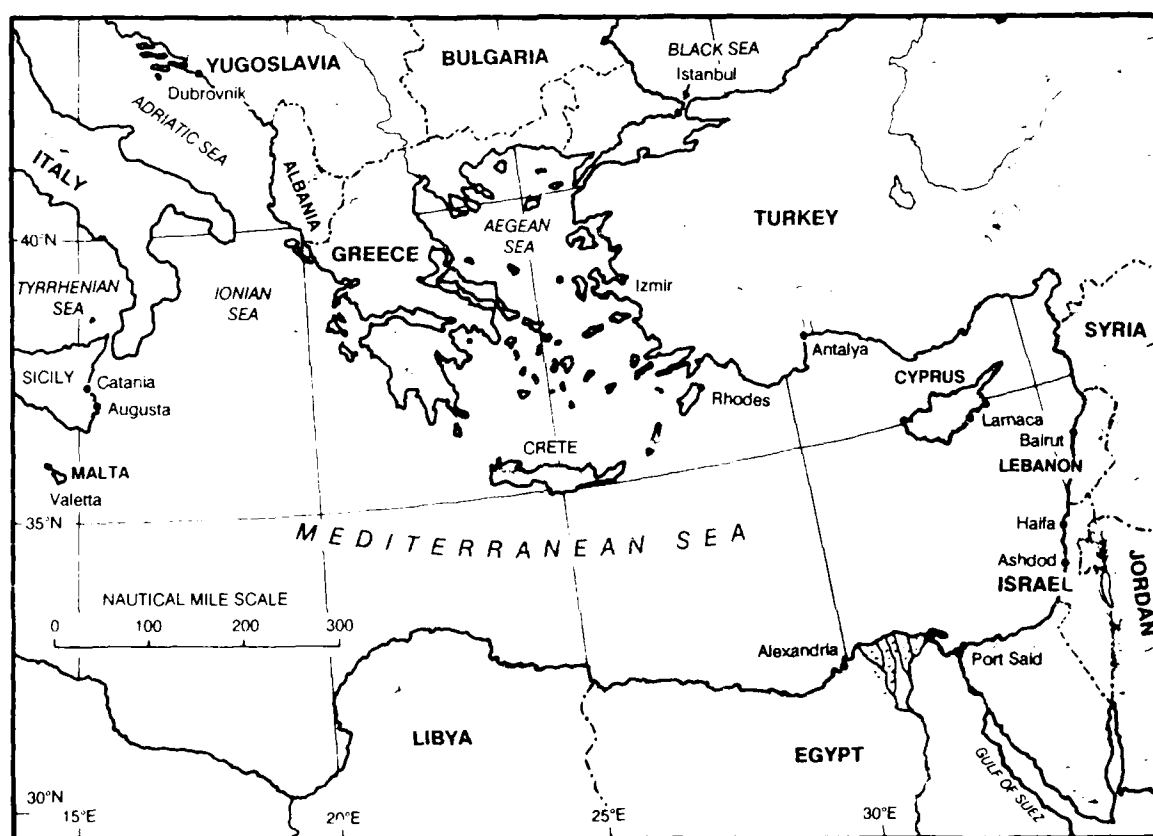 BLACK SEA
YUGOSLAVIA
BULGARIA
Istanbul
Dubrovnik
ADRIATIC SEA
ITALY
ALBANIA
TURKEY
AEGEAN
SEA
40°N
GREECE
TYRRHENIAN
SEA
IONIAN
SEA
Izmir
SYRIA
Antalya
SICILY
Catania
CYPRUS
Augusta
Rhodes
Larnaca
Bairut
CRETE
LEBANON
MALTA
Valetta
35°N
Haifa
MEDITERRANEAN SEA
Ashdod
ISRAEL
JORDAN
NAUTICAL MILE SCALE
0 100 200 300
Alexandria
Port Said
LIBYA
EGYPT
GULF OF SUEZ
30°N
15°E
20°E
25°E
30°E